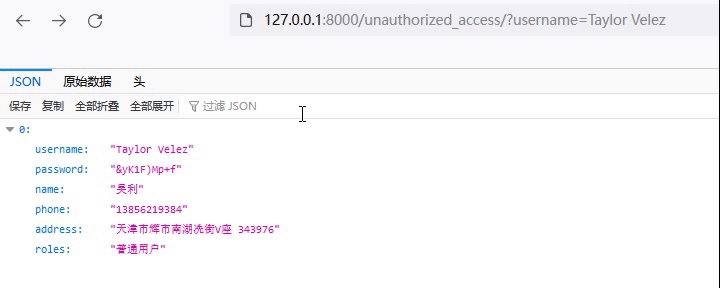 127.0.0.1:8000/unauthorized_access/?username=Taylor Velez
JSON 原始数据 头
保存 复制 全部折叠 全部展开 过滤 JSON
0:
username: "Taylor Velez"
password: "&yK1F)Mp+f"
name: "吴利"
phone: "13856219384"
address: "天津市辉市南湖冼街V座 343976"
roles: "普通用户"